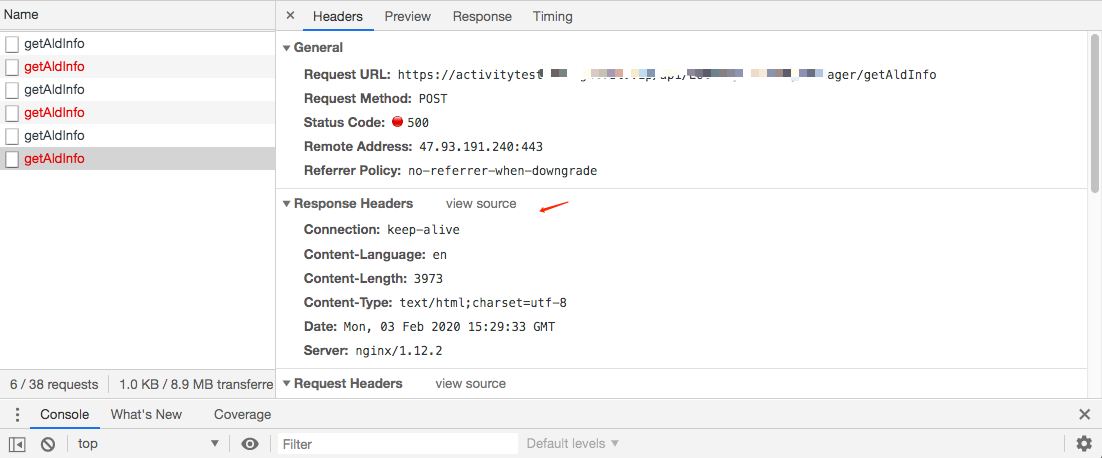 Name
getAldInfo
getAldInfo
getAldInfo
getAldInfo
getAldInfo
getAldInfo
6 / 38 requests 1.0 KB / 8.9 MB transferre
× Headers Preview Response Timing
General
Request URL: https://activitytest ager/getAldInfo
Request Method: POST
Status Code: 500
Remote Address: 47.93.191.240:443
Referrer Policy: no-referrer-when-downgrade
Response Headers view source
Connection: keep-alive
Content-Language: en
Content-Length: 3973
Content-Type: text/html;charset=utf-8
Date: Mon, 03 Feb 2020 15:29:33 GMT
Server: nginx/1.12.2
Request Headers view source
Console What's New Coverage
top Filter Default levels